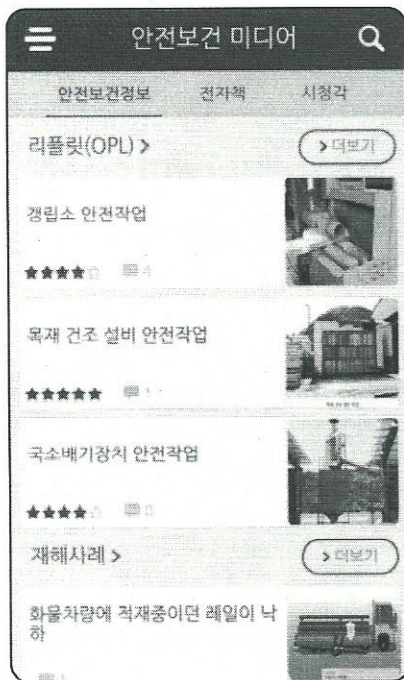 안전보건 미디어
안전보건정보 전자책 시청각
리플릿(OPL) >
> 더보기
갱립소 안전작업
목재 건조 설비 안전작업
국소배기장치 안전작업
0
재해사례 >
> 더보기
화물차량에 적재중이던 레일이 낙
하